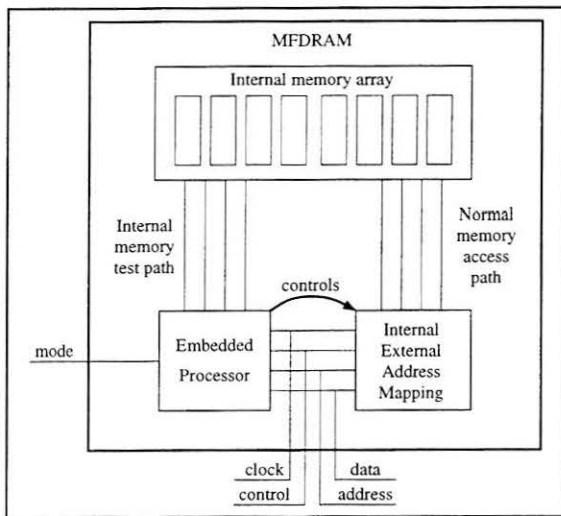 MFDRAM
Internal memory array
Internal
memory
test path
Normal
memory
access
path
controls
mode
Embedded
Processor
Internal
External
Address
Mapping
clock
data
control
address